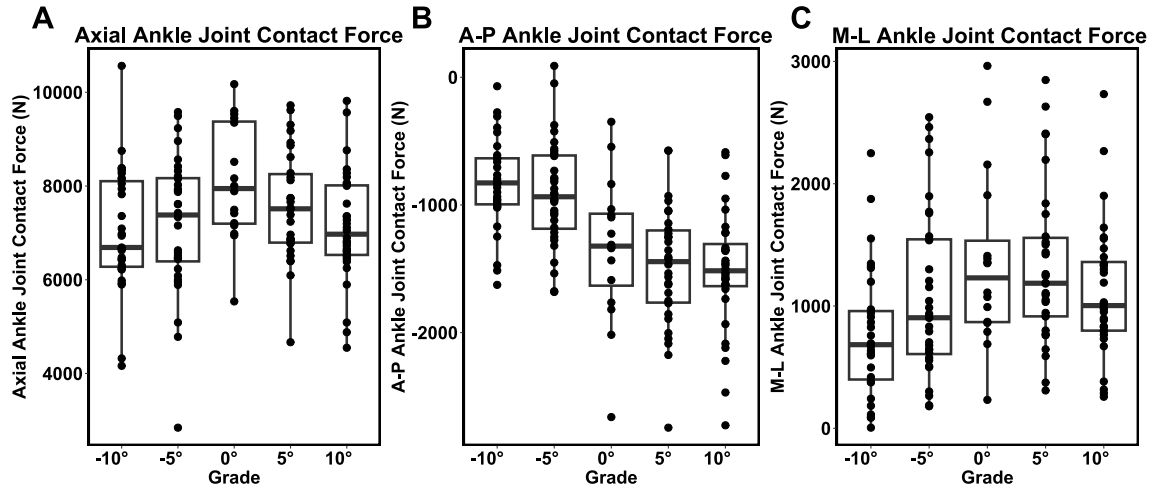 A
Axial Ankle Joint Contact Force
Axial Ankle Joint Contact Force (N)
10000
8000
6000
4000
-10° -5° 0° 5° 10°
Grade
B
A-P Ankle Joint Contact Force
A-P Ankle Joint Contact Force (N)
0
-1000
-2000
-10° -5° 0° 5° 10°
Grade
C
M-L Ankle Joint Contact Force
M-L Ankle Joint Contact Force (N)
3000
2000
1000
0
-10° -5° 0° 5° 10°
Grade